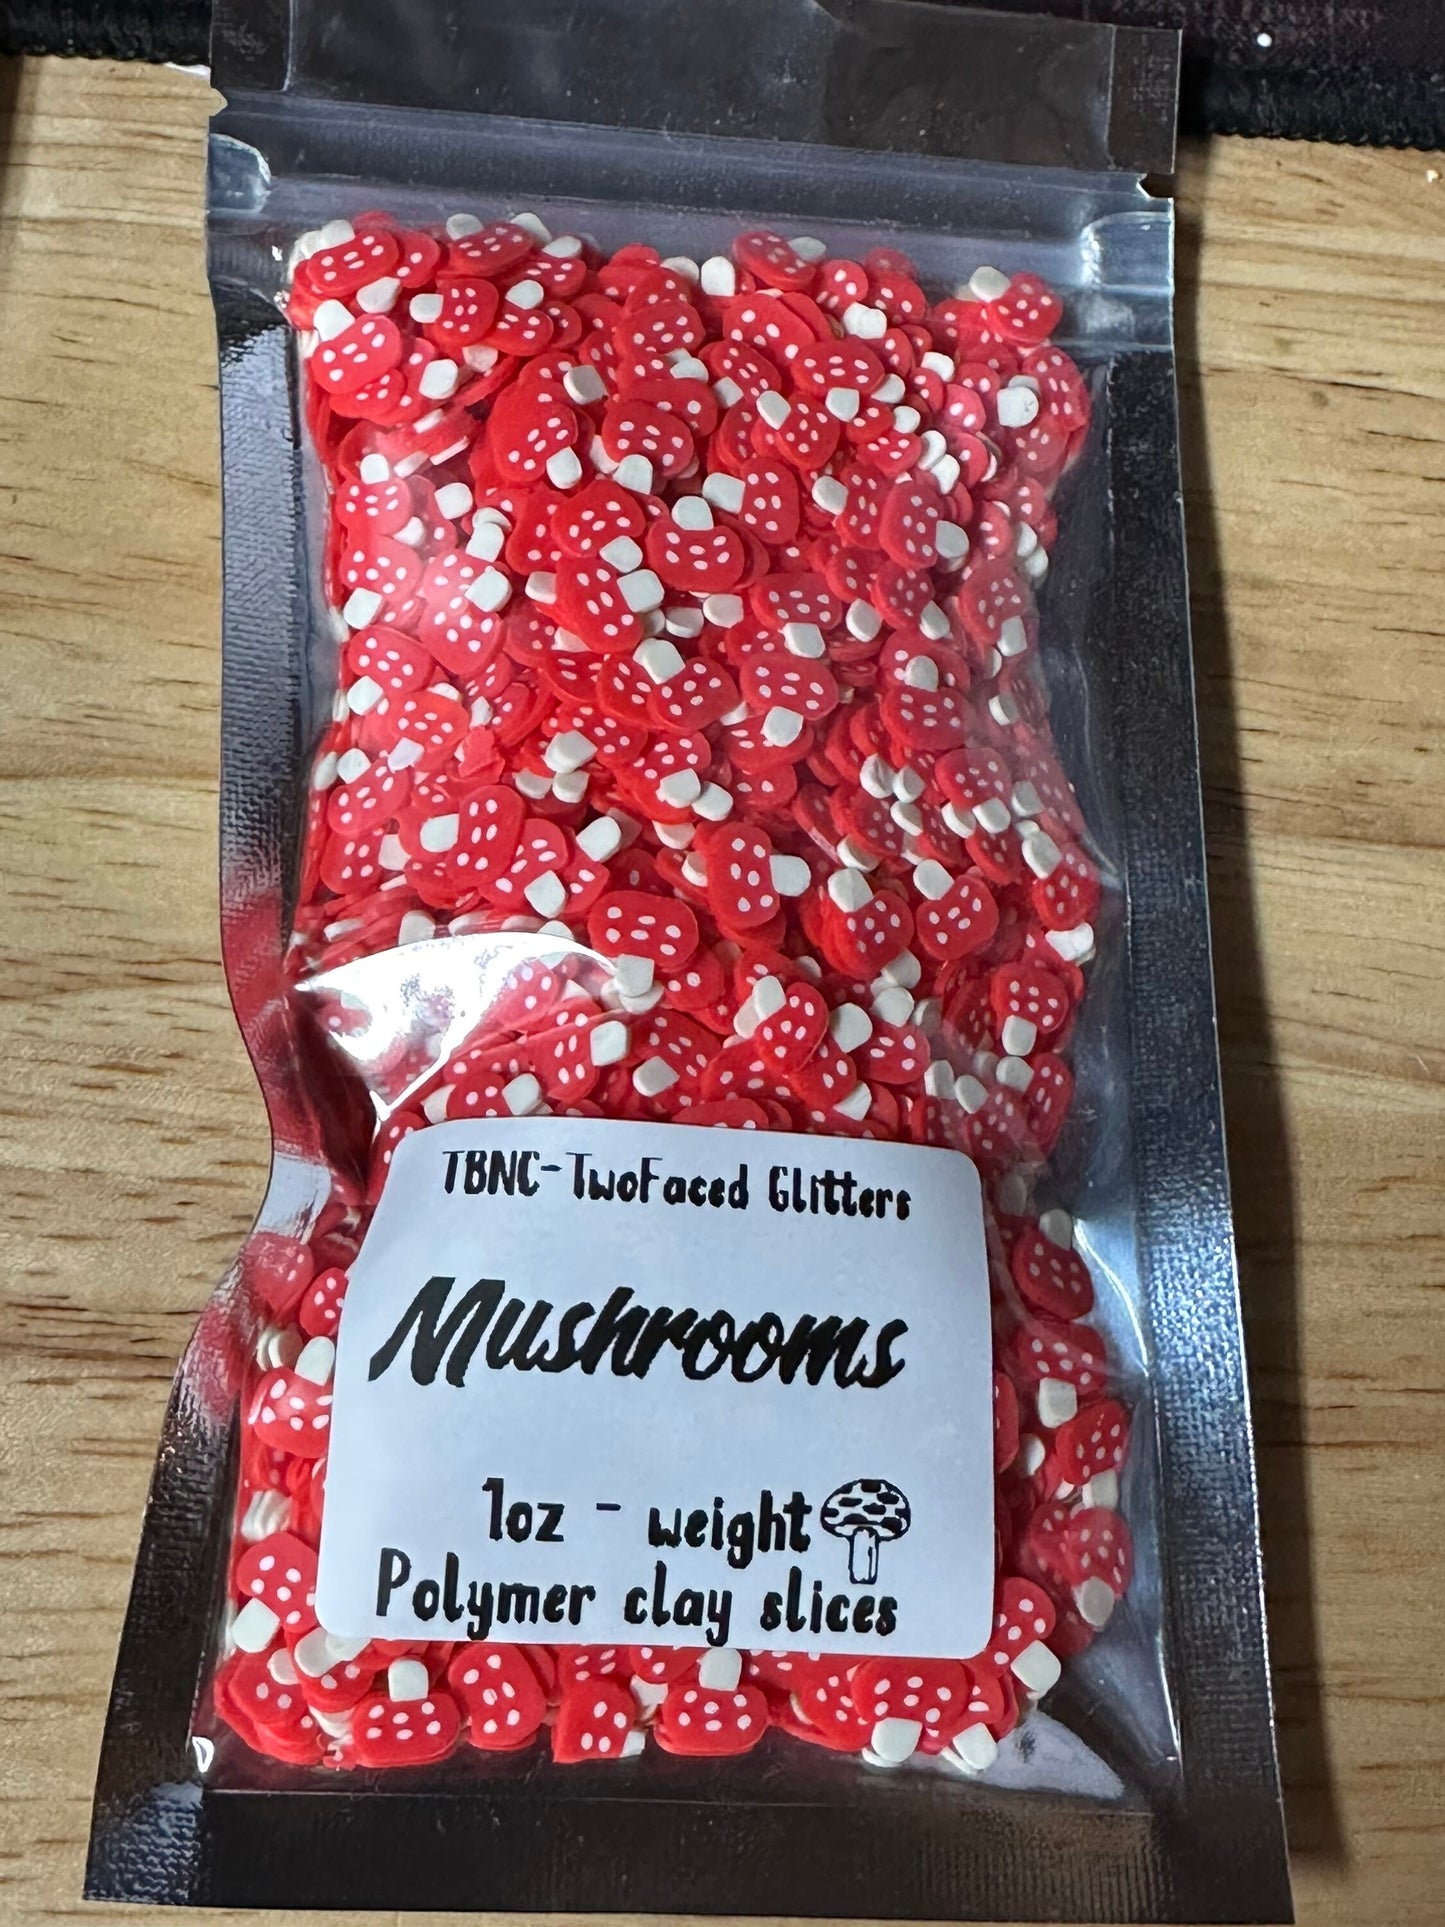 TBNC-TwoFaced Glitters
Mushrooms
1oz - weight
Polymer clay slices